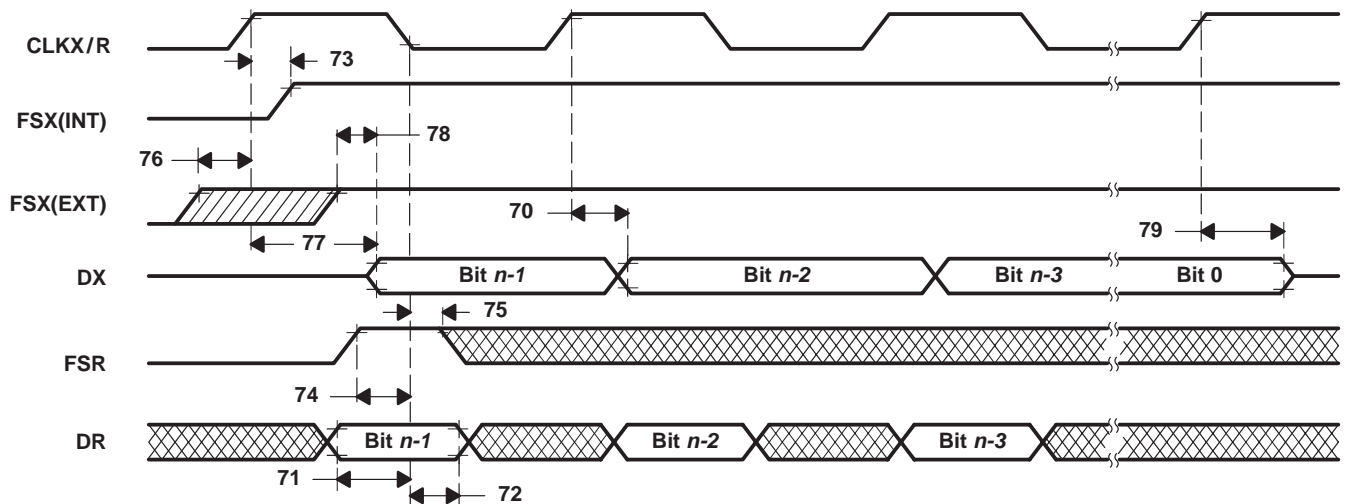 CLKX/R
73
FSX(INT)
78
76
FSX(EXT)
70
77
79
DX
Bit n-1
Bit n-2
Bit n-3
Bit 0
75
FSR
74
DR
Bit n-1
Bit n-2
Bit n-3
71
72